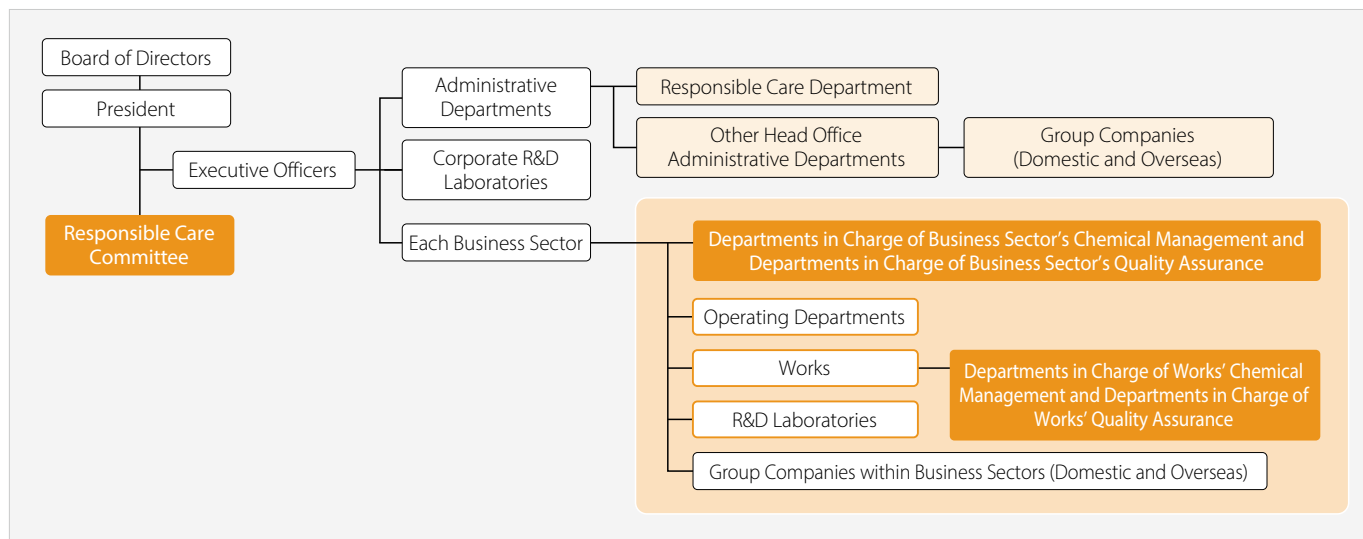 Board of Directors
President
Executive Officers
Responsible Care
Committee
Administrative
Departments
Corporate R&D
Laboratories
Each Business Sector
Responsible Care Department
Other Head Office
Administrative Departments
Group Companies
(Domestic and Overseas)
Departments in Charge of Business Sector’s Chemical Management and
Departments in Charge of Business Sector’s Quality Assurance
Operating Departments
Works
Departments in Charge of Works’ Chemical
Management and Departments in Charge of
Works’ Quality Assurance
R&D Laboratories
Group Companies within Business Sectors (Domestic and Overseas)